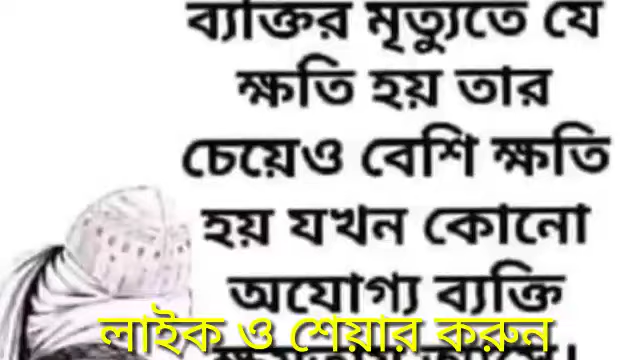 ব্যক্তির মৃত্যুতে যে
ক্ষতি হয় তার
চেয়েও বেশি ক্ষতি
হয় যখন কোনো
অযোগ্য ব্যক্তি
লাইক ও শেয়ার করুন